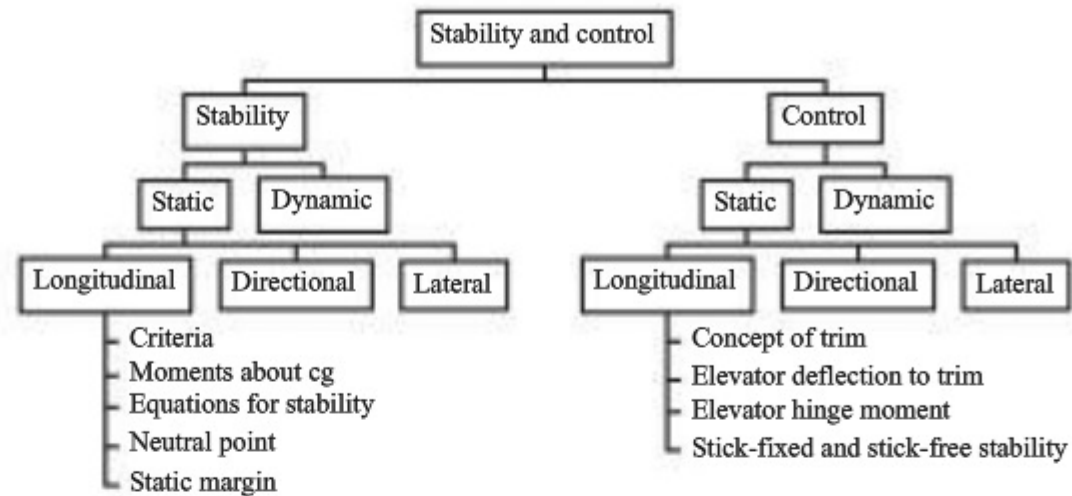 Stability and control
Stability
Control
Static
Dynamic
Static
Dynamic
Longitudinal
Directional
Lateral
Longitudinal
Directional
Lateral
Criteria
Moments about cg
Equations for stability
Neutral point
Static margin
Concept of trim
Elevator deflection to trim
Elevator hinge moment
Stick-fixed and stick-free stability